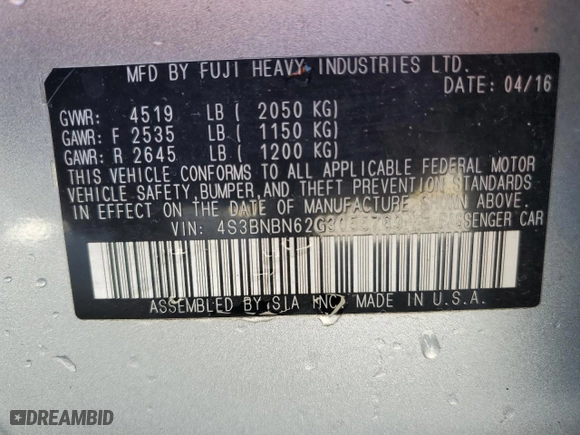 MFD BY FUJI HEAVY INDUSTRIES LTD.
DATE: 04/16
GVWR: 4519 LB ( 2050 KG)
GAWR: F 2535 LB ( 1150 KG)
GAWR: R 2645 LB ( 1200 KG)
THIS VEHICLE CONFORMS TO ALL APPLICABLE FEDERAL MOTOR
VEHICLE SAFETY, BUMPER, AND THEFT PREVENTION STANDARDS
IN EFFECT ON THE DATE OF MANUFACTURE SHOWN ABOVE.
VIN: PASSENGER CAR
ASSEMBLED BY SIA INC. MADE IN U.S.A.
DREAMBID